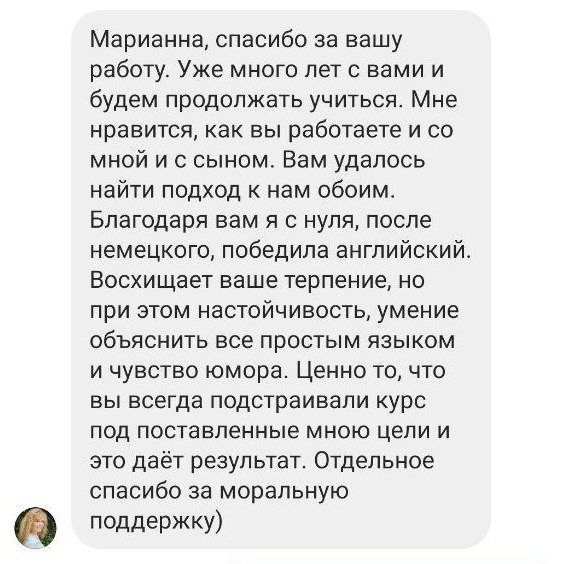 Марианна, спасибо за вашу
работу. Уже много лет с вами и
будем продолжать учиться. Мне
нравится, как вы работаете и со
мной и с сыном. Вам удалось
найти подход к нам обоим.
Благодаря вам я с нуля, после
немецкого, победила английский.
Восхищает ваше терпение, но
при этом настойчивость, умение
объяснить все простым языком
и чувство юмора. Ценно то, что
вы всегда подстраивали курс
под поставленные мною цели и
это даёт результат. Отдельное
спасибо за моральную
поддержку)